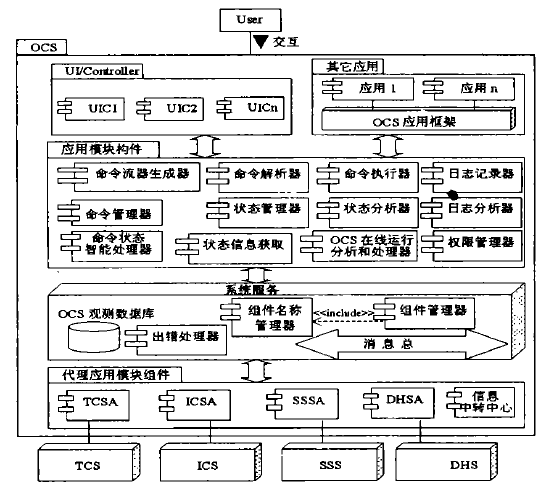 User
交互
OCS
UI/Controller
UIC1
UIC2
UICn
其它应用
应用 1
应用 n
OCS 应用框架
应用模块构件
命令流器生成器
命令解析器
命令执行器
日志记录器
命令管理器
状态管理器
状态分析器
日志分析器
命令状态
智能处理器
状态信息获取
OCS 在线运行
分析和处理器
权限管理器
系统服务
OCS 观测数据库
出错处理器
组件名称
管理器
<<include>>
组件管理器
消 息 总
代理应用模块组件
TCSA
ICSA
SSSA
DHSA
信息
中转中心
TCS
ICS
SSS
DHS